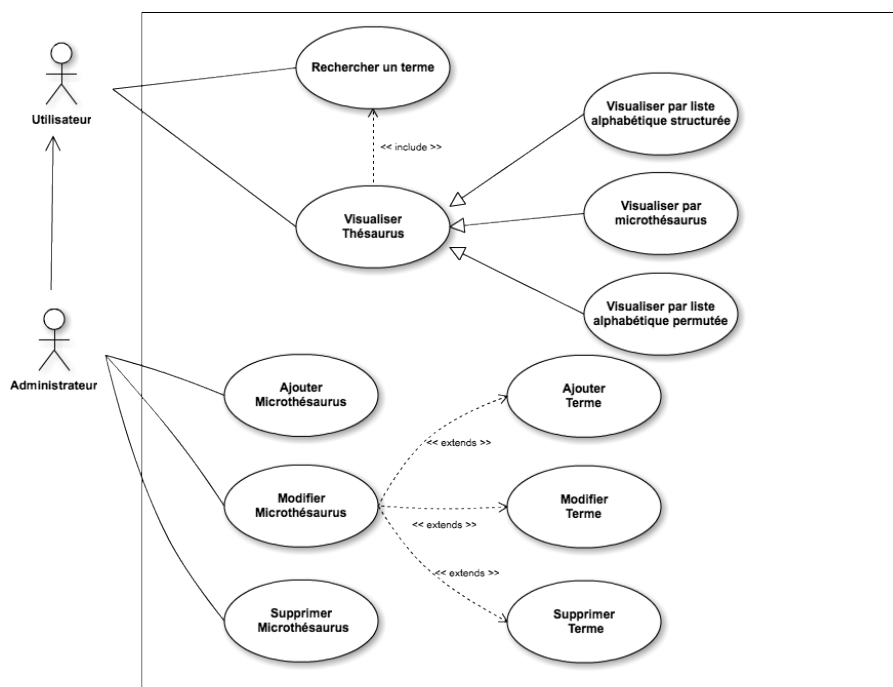 Utilisateur
Rechercher un terme
<< include >>
Visualiser
Thésaurus
Visualiser par liste
alphabétique structurée
Visualiser par
microthésaurus
Visualiser par liste
alphabétique permutée
Administrateur
Ajouter
Microthésaurus
Modifier
Microthésaurus
Supprimer
Microthésaurus
<< extends >>
<< extends >>
<< extends >>
Ajouter
Terme
Modifier
Terme
Supprimer
Terme